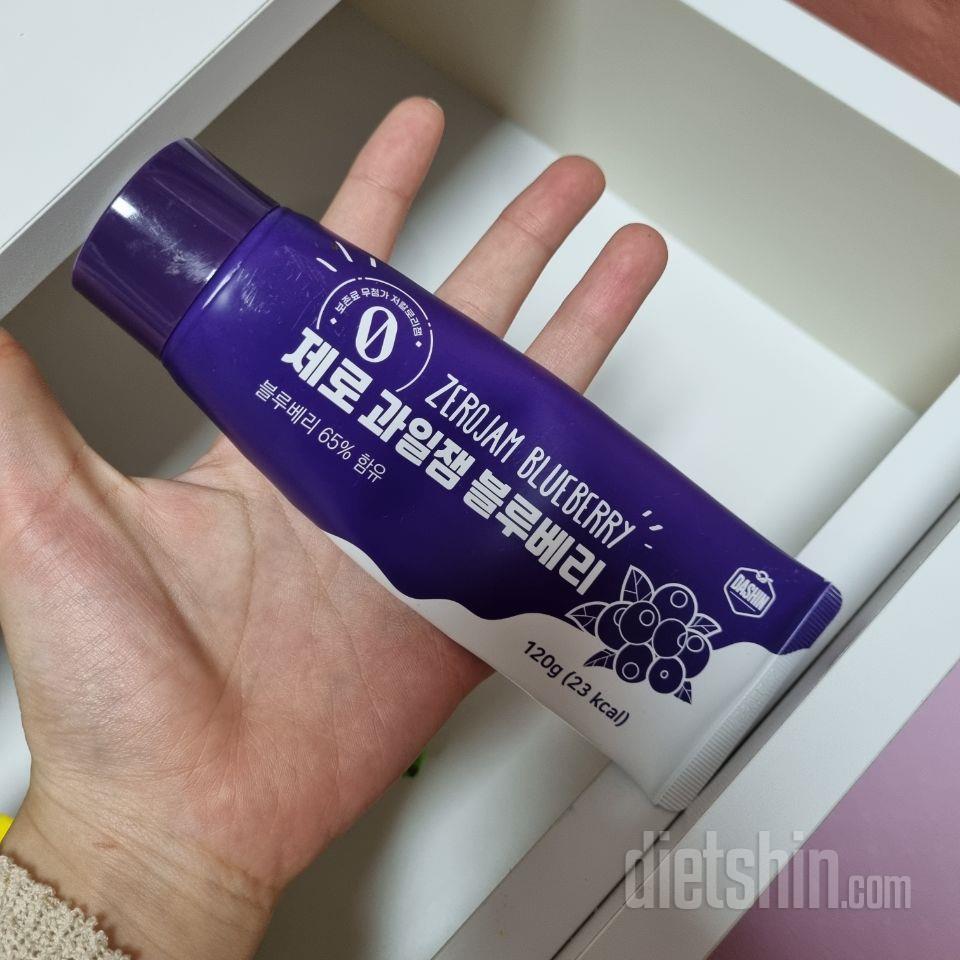 보존료 무첨가 저칼로리잼
0
제로 과일잼 블루베리
ZEROJAM BLUEBERRY
블루베리 65% 함유
DASHIN
120g (23 kcal)
dietshin.com